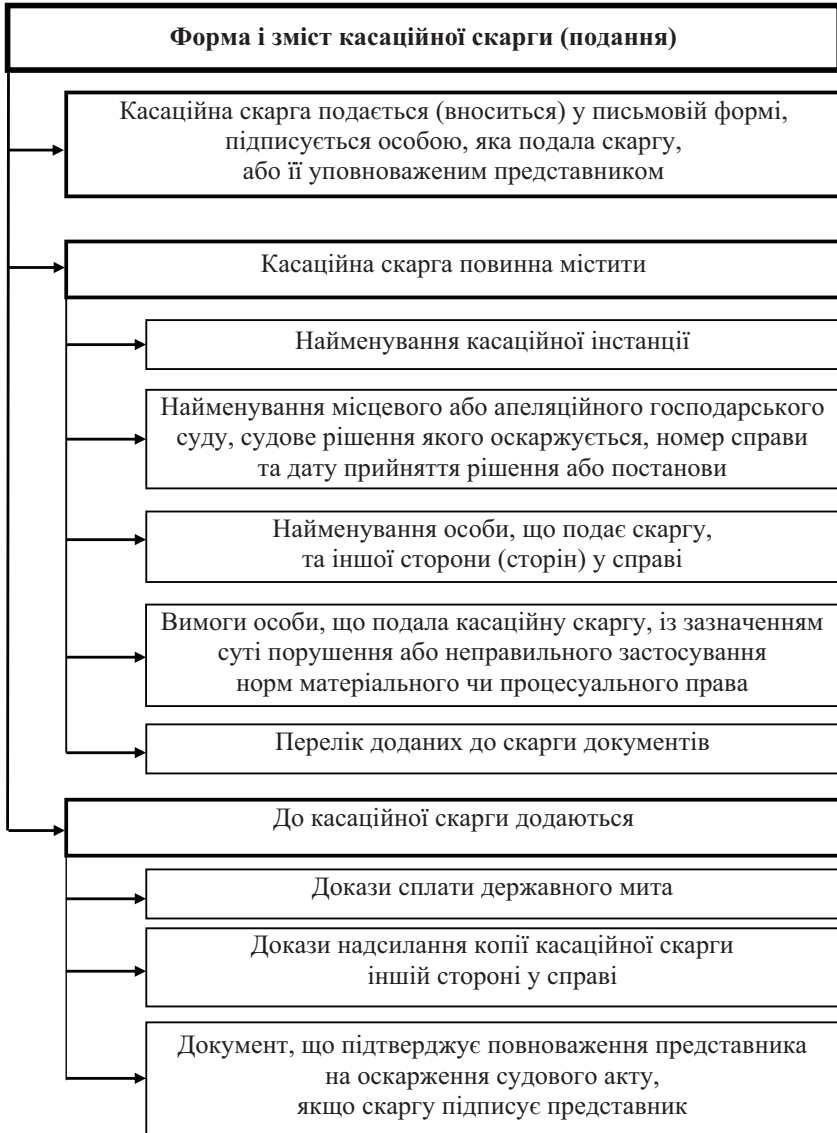 Форма і зміст касаційної скарги (подання)
Касаційна скарга подається (вноситься) у письмовій формі,
підписується особою, яка подала скаргу,
або її уповноваженим представником
Касаційна скарга повинна містити
Найменування касаційної інстанції
Найменування місцевого або апеляційного господарського
суду, судове рішення якого оскаржується, номер справи
та дату прийняття рішення або постанови
Найменування особи, що подає скаргу,
та іншої сторони (сторін) у справі
Вимоги особи, що подала касаційну скаргу, із зазначенням
суті порушення або неправильного застосування
норм матеріального чи процесуального права
Перелік доданих до скарги документів
До касаційної скарги додаються
Докази сплати державного мита
Докази надсилання копії касаційної скарги
іншій стороні у справі
Документ, що підтверджує повноваження представника
на оскарження судового акту,
якщо скаргу підписує представник